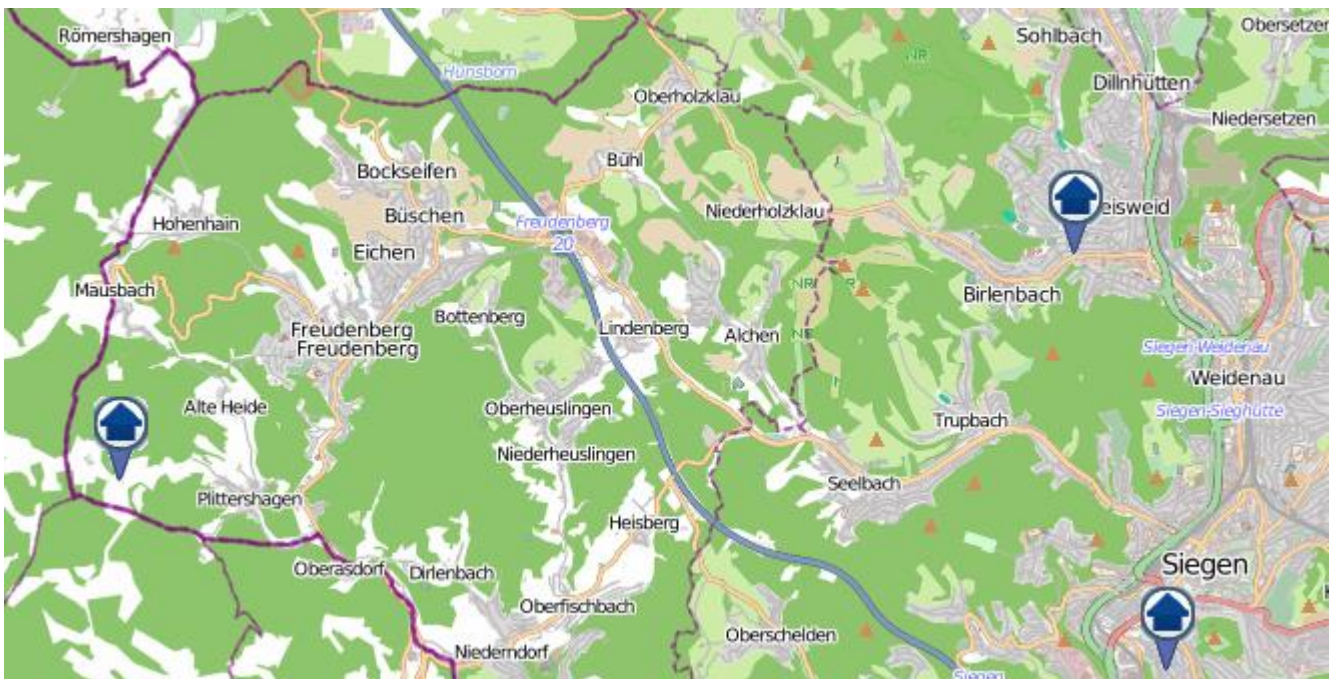 Römershagen
Sohlbach
Obersetzen
Hünsborn
NR
Dillnhütten
Oberholzklau
Niedersetzen
Bühl
Bockseifen
Niederholzklau
eisweid
Büschen
Freudenberg
20
Hohenhain
Eichen
NR
R
Birlenbach
Mausbach
Bottenberg
Freudenberg
Freudenberg
Lindenberg
Alchen
Siegen-Weidenau
Weidenau
Alte Heide
Oberheuslingen
Siegen-Sieghütte
Trupbach
Niederheuslingen
Plittershagen
Seelbach
Heisberg
Siegen
Oberasdorf
Dirlenbach
Oberfischbach
Oberschelden
Niederndorf
Siegen